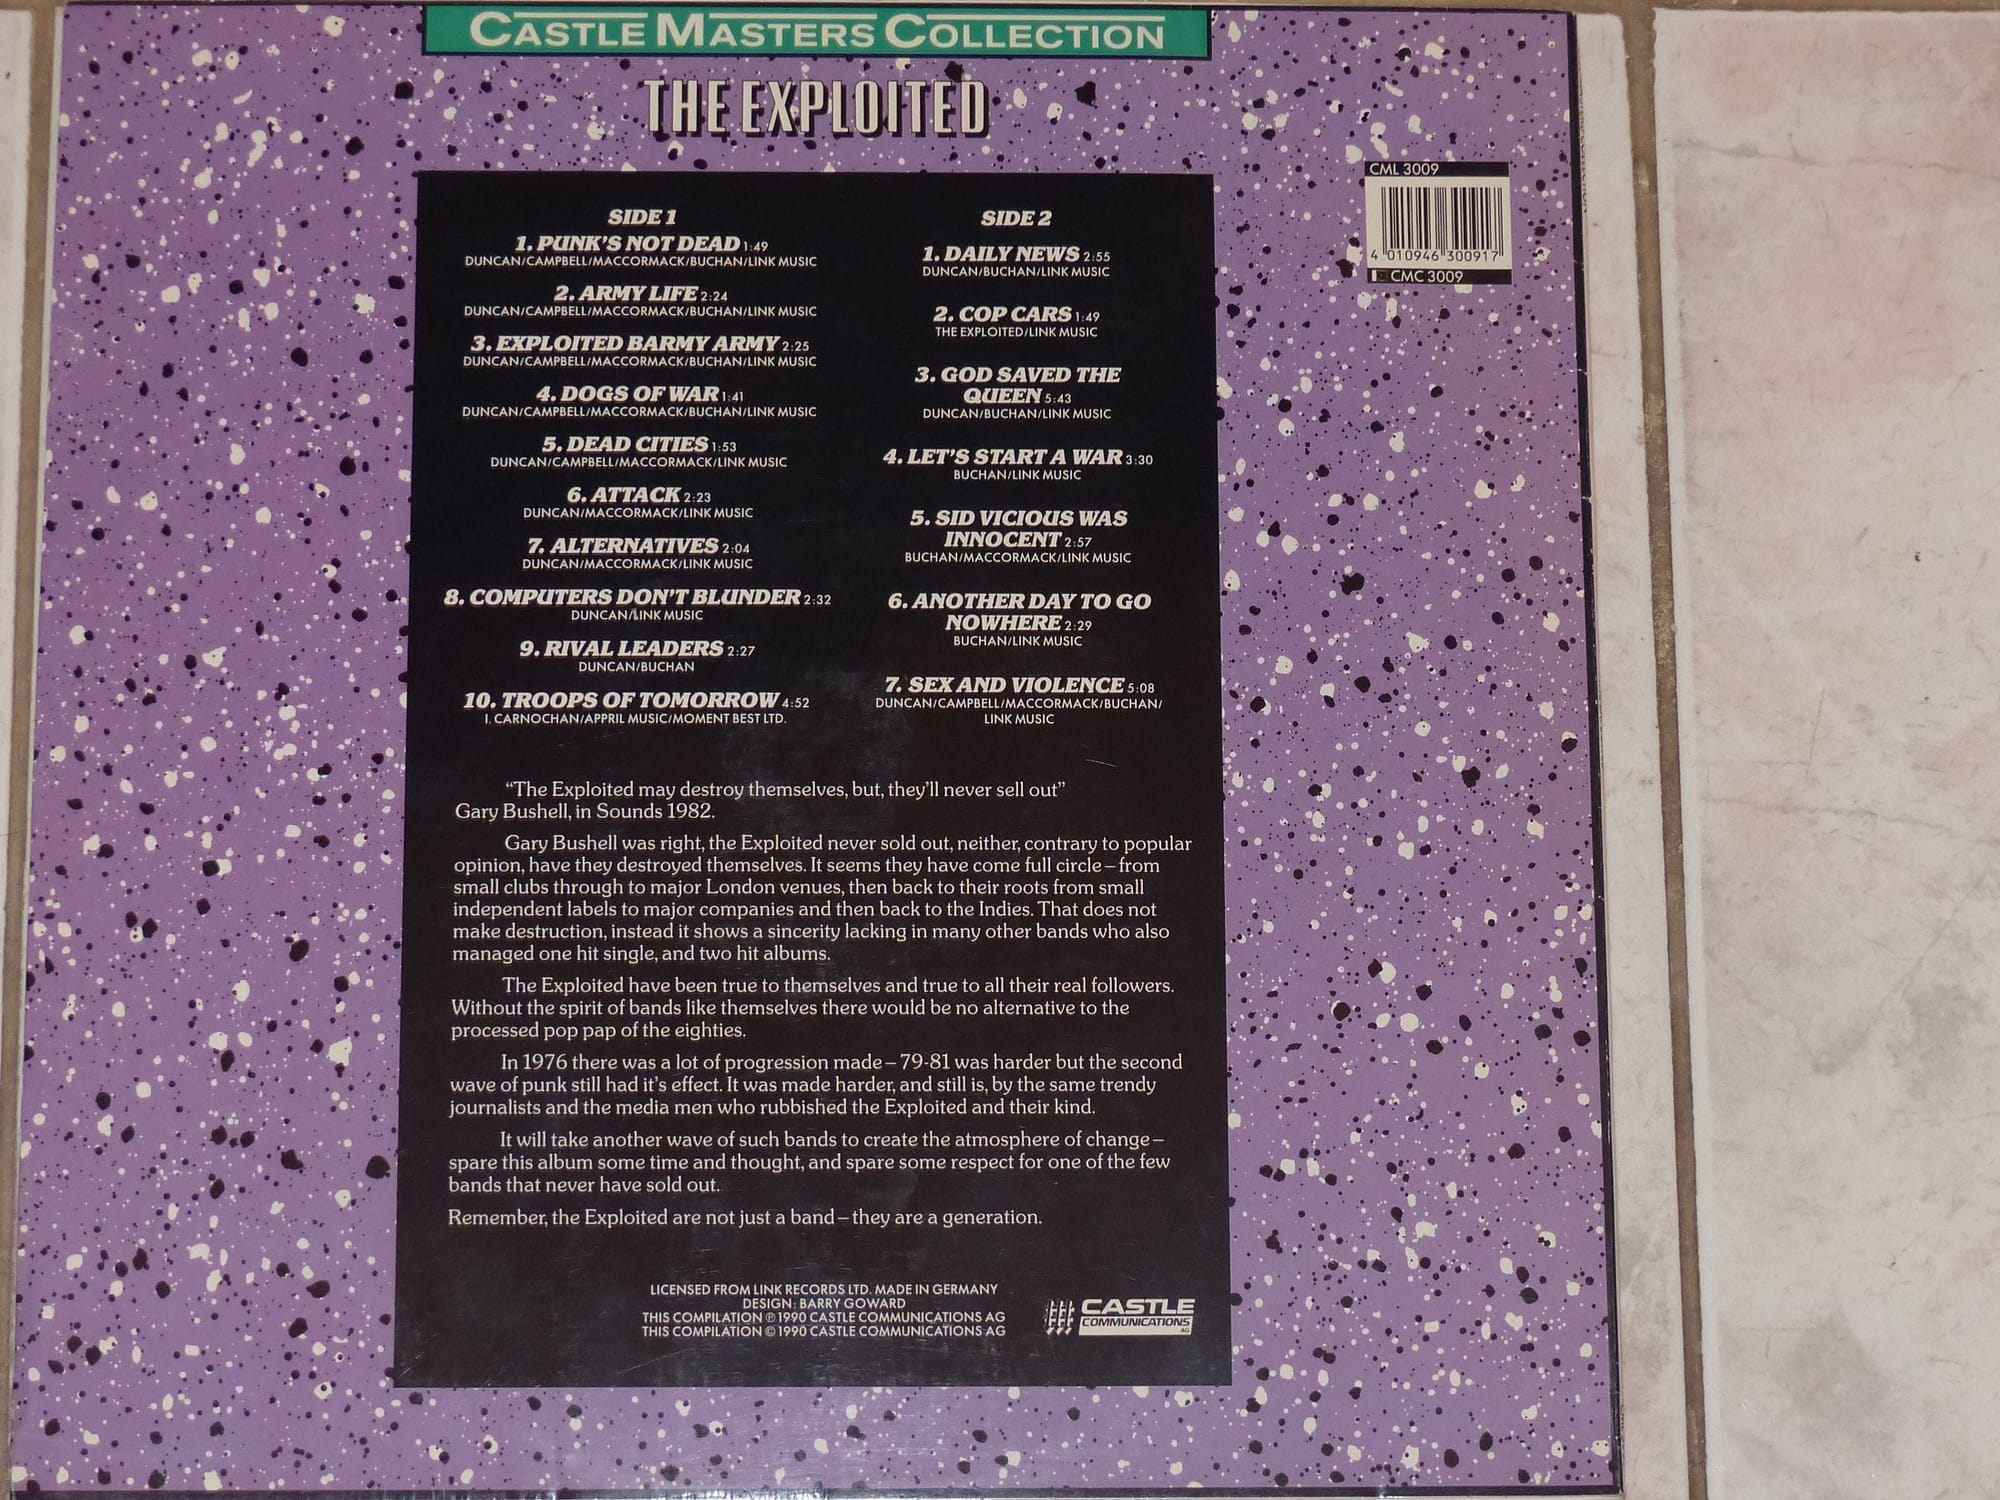 CASTLE MASTERS COLLECTION
THE EXPLOITED
CML 3009
4 010946 300917
CMC 3009
SIDE 1
1. PUNK'S NOT DEAD 1:49
DUNCAN/CAMPBELL/MACCORMACK/BUCHAN/LINK MUSIC
2. ARMY LIFE 2:24
DUNCAN/CAMPBELL/MACCORMACK/BUCHAN/LINK MUSIC
3. EXPLOITED BARMY ARMY 2:25
DUNCAN/CAMPBELL/MACCORMACK/BUCHAN/LINK MUSIC
4. DOGS OF WAR 1:41
DUNCAN/CAMPBELL/MACCORMACK/BUCHAN/LINK MUSIC
5. DEAD CITIES 1:53
DUNCAN/CAMPBELL/MACCORMACK/LINK MUSIC
6. ATTACK 2:23
DUNCAN/MACCORMACK/LINK MUSIC
7. ALTERNATIVES 2:04
DUNCAN/MACCORMACK/LINK MUSIC
8. COMPUTERS DON'T BLUNDER 2:32
DUNCAN/LINK MUSIC
9. RIVAL LEADERS 2:27
DUNCAN/BUCHAN
10. TROOPS OF TOMORROW 4:52
I. CARNOCHAN/APPRIL MUSIC/MOMENT BEST LTD.
SIDE 2
1. DAILY NEWS 2:55
DUNCAN/BUCHAN/LINK MUSIC
2. COP CARS 1:49
THE EXPLOITED/LINK MUSIC
3. GOD SAVED THE
QUEEN 5:43
DUNCAN/BUCHAN/LINK MUSIC
4. LET'S START A WAR 3:30
BUCHAN/LINK MUSIC
5. SID VICIOUS WAS
INNOCENT 2:57
BUCHAN/MACCORMACK/LINK MUSIC
6. ANOTHER DAY TO GO
NOWHERE 2:29
BUCHAN/LINK MUSIC
7. SEX AND VIOLENCE 5:08
DUNCAN/CAMPBELL/MACCORMACK/BUCHAN/
LINK MUSIC
"The Exploited may destroy themselves, but, they'll never sell out"
Gary Bushell, in Sounds 1982.
Gary Bushell was right, the Exploited never sold out, neither, contrary to popular
opinion, have they destroyed themselves. It seems they have come full circle – from
small clubs through to major London venues, then back to their roots from small
independent labels to major companies and then back to the Indies. That does not
make destruction, instead it shows a sincerity lacking in many other bands who also
managed one hit single, and two hit albums.
The Exploited have been true to themselves and true to all their real followers.
Without the spirit of bands like themselves there would be no alternative to the
processed pop pap of the eighties.
In 1976 there was a lot of progression made – 79-81 was harder but the second
wave of punk still had it's effect. It was made harder, and still is, by the same trendy
journalists and the media men who rubbished the Exploited and their kind.
It will take another wave of such bands to create the atmosphere of change –
spare this album some time and thought, and spare some respect for one of the few
bands that never have sold out.
Remember, the Exploited are not just a band – they are a generation.
LICENSED FROM LINK RECORDS LTD. MADE IN GERMANY
DESIGN: BARRY GOWARD
THIS COMPILATION ℗ 1990 CASTLE COMMUNICATIONS AG
THIS COMPILATION © 1990 CASTLE COMMUNICATIONS AG
CASTLE
COMMUNICATIONS
AG